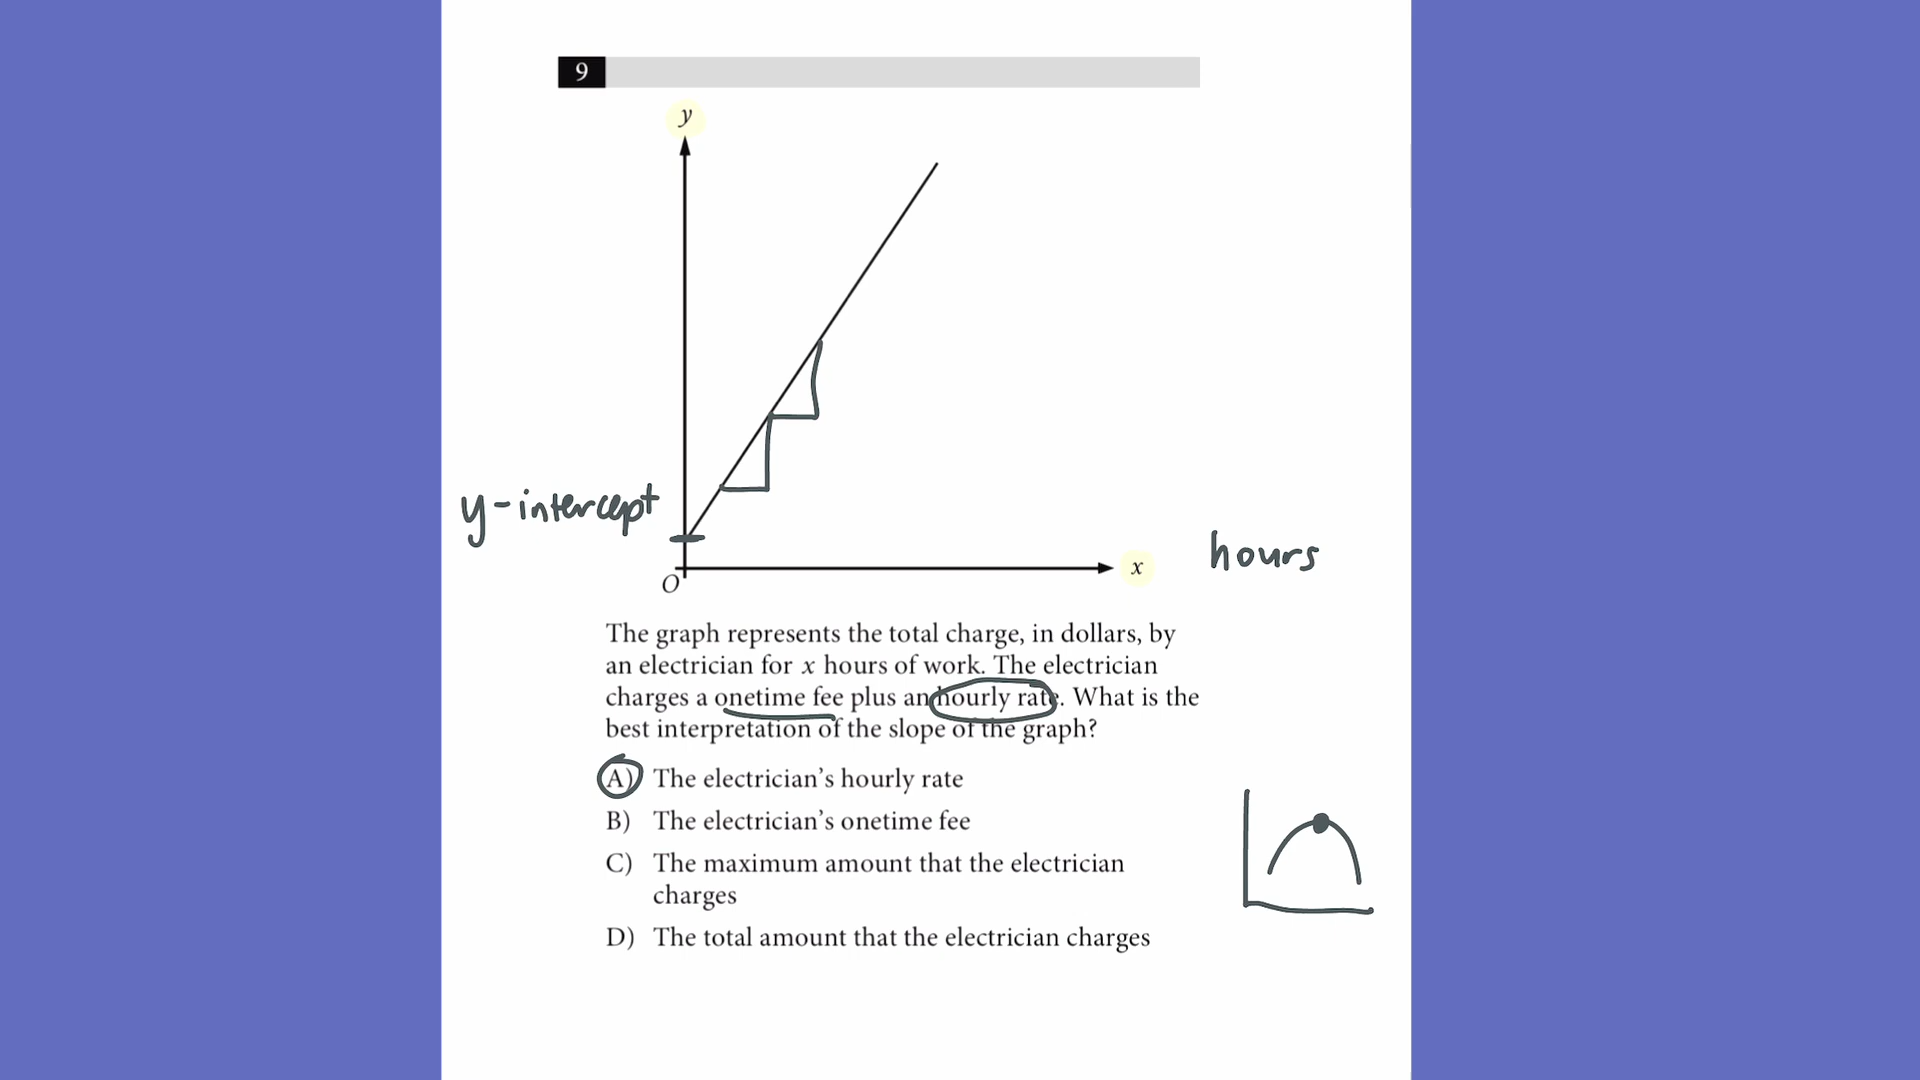 9
y
y-intercept
hours
O
x
The graph represents the total charge, in dollars, by
an electrician for x hours of work. The electrician
charges a onetime fee plus an hourly rate. What is the
best interpretation of the slope of the graph?
A) The electrician's hourly rate
B) The electrician's onetime fee
C) The maximum amount that the electrician
charges
D) The total amount that the electrician charges